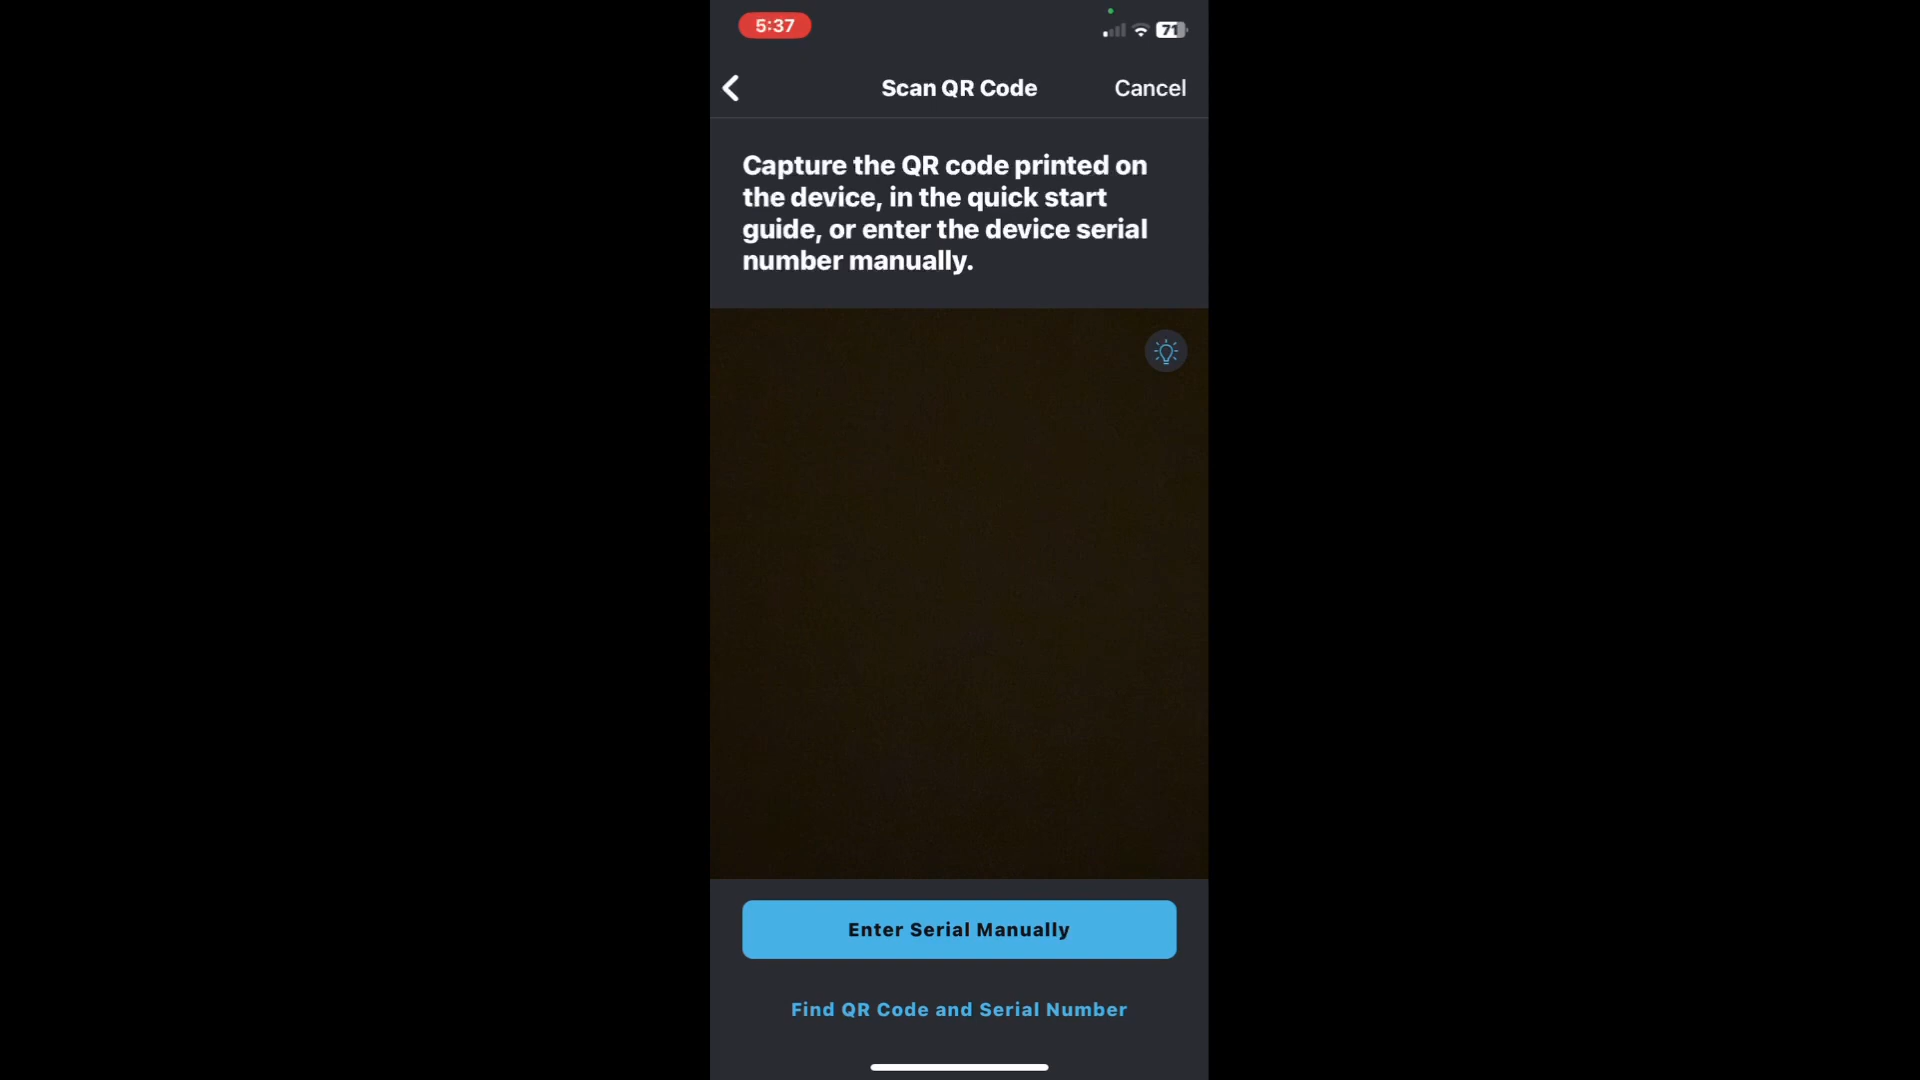 5:37
71
Scan QR Code
Cancel
Capture the QR code printed on
the device, in the quick start
guide, or enter the device serial
number manually.
Enter Serial Manually
Find QR Code and Serial Number